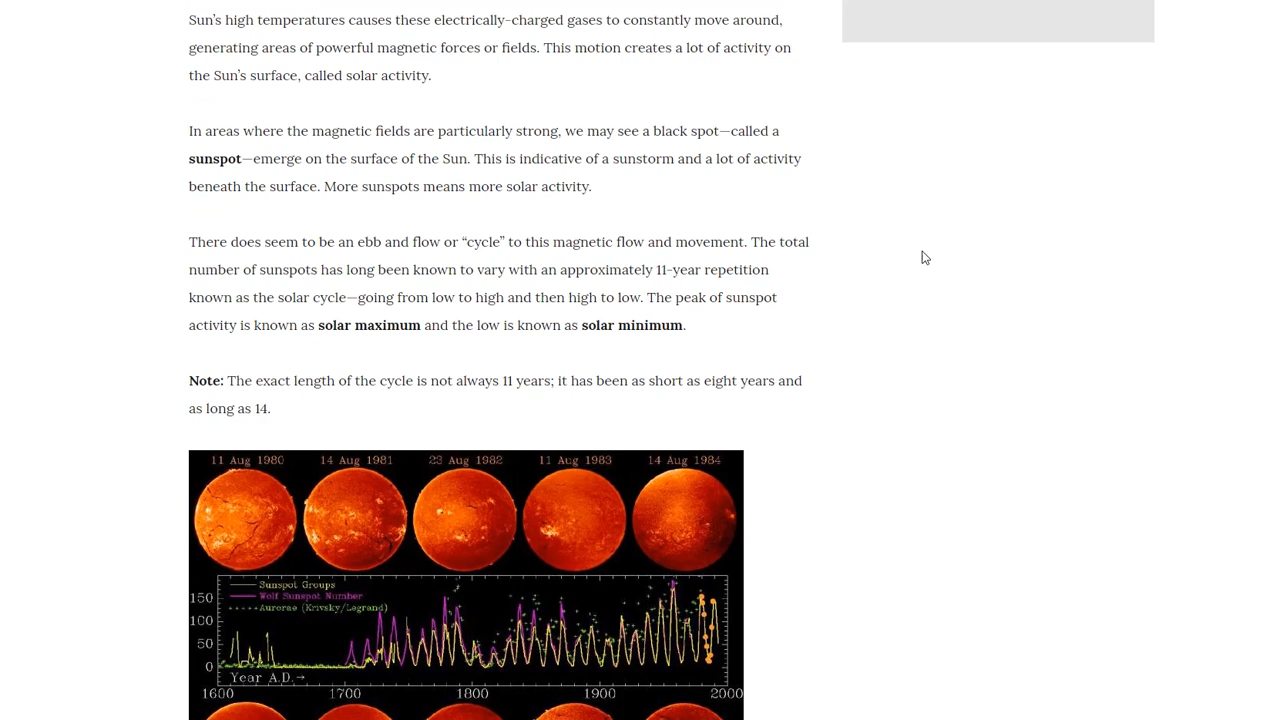 Sun’s high temperatures causes these electrically-charged gases to constantly move around,
generating areas of powerful magnetic forces or fields. This motion creates a lot of activity on
the Sun’s surface, called solar activity.
In areas where the magnetic fields are particularly strong, we may see a black spot—called a
sunspot—emerge on the surface of the Sun. This is indicative of a sunstorm and a lot of activity
beneath the surface. More sunspots means more solar activity.
There does seem to be an ebb and flow or “cycle” to this magnetic flow and movement. The total
number of sunspots has long been known to vary with an approximately 11-year repetition
known as the solar cycle—going from low to high and then high to low. The peak of sunspot
activity is known as solar maximum and the low is known as solar minimum.
Note: The exact length of the cycle is not always 11 years; it has been as short as eight years and
as long as 14.
11 Aug 1980 14 Aug 1981 23 Aug 1982 11 Aug 1983 14 Aug 1984
Sunspot Groups
Wolf Sunspot Number
Aurorae (Krivsky/Legrand)
150
100
50
0
Year A.D.→
1600 1700 1800 1900 2000